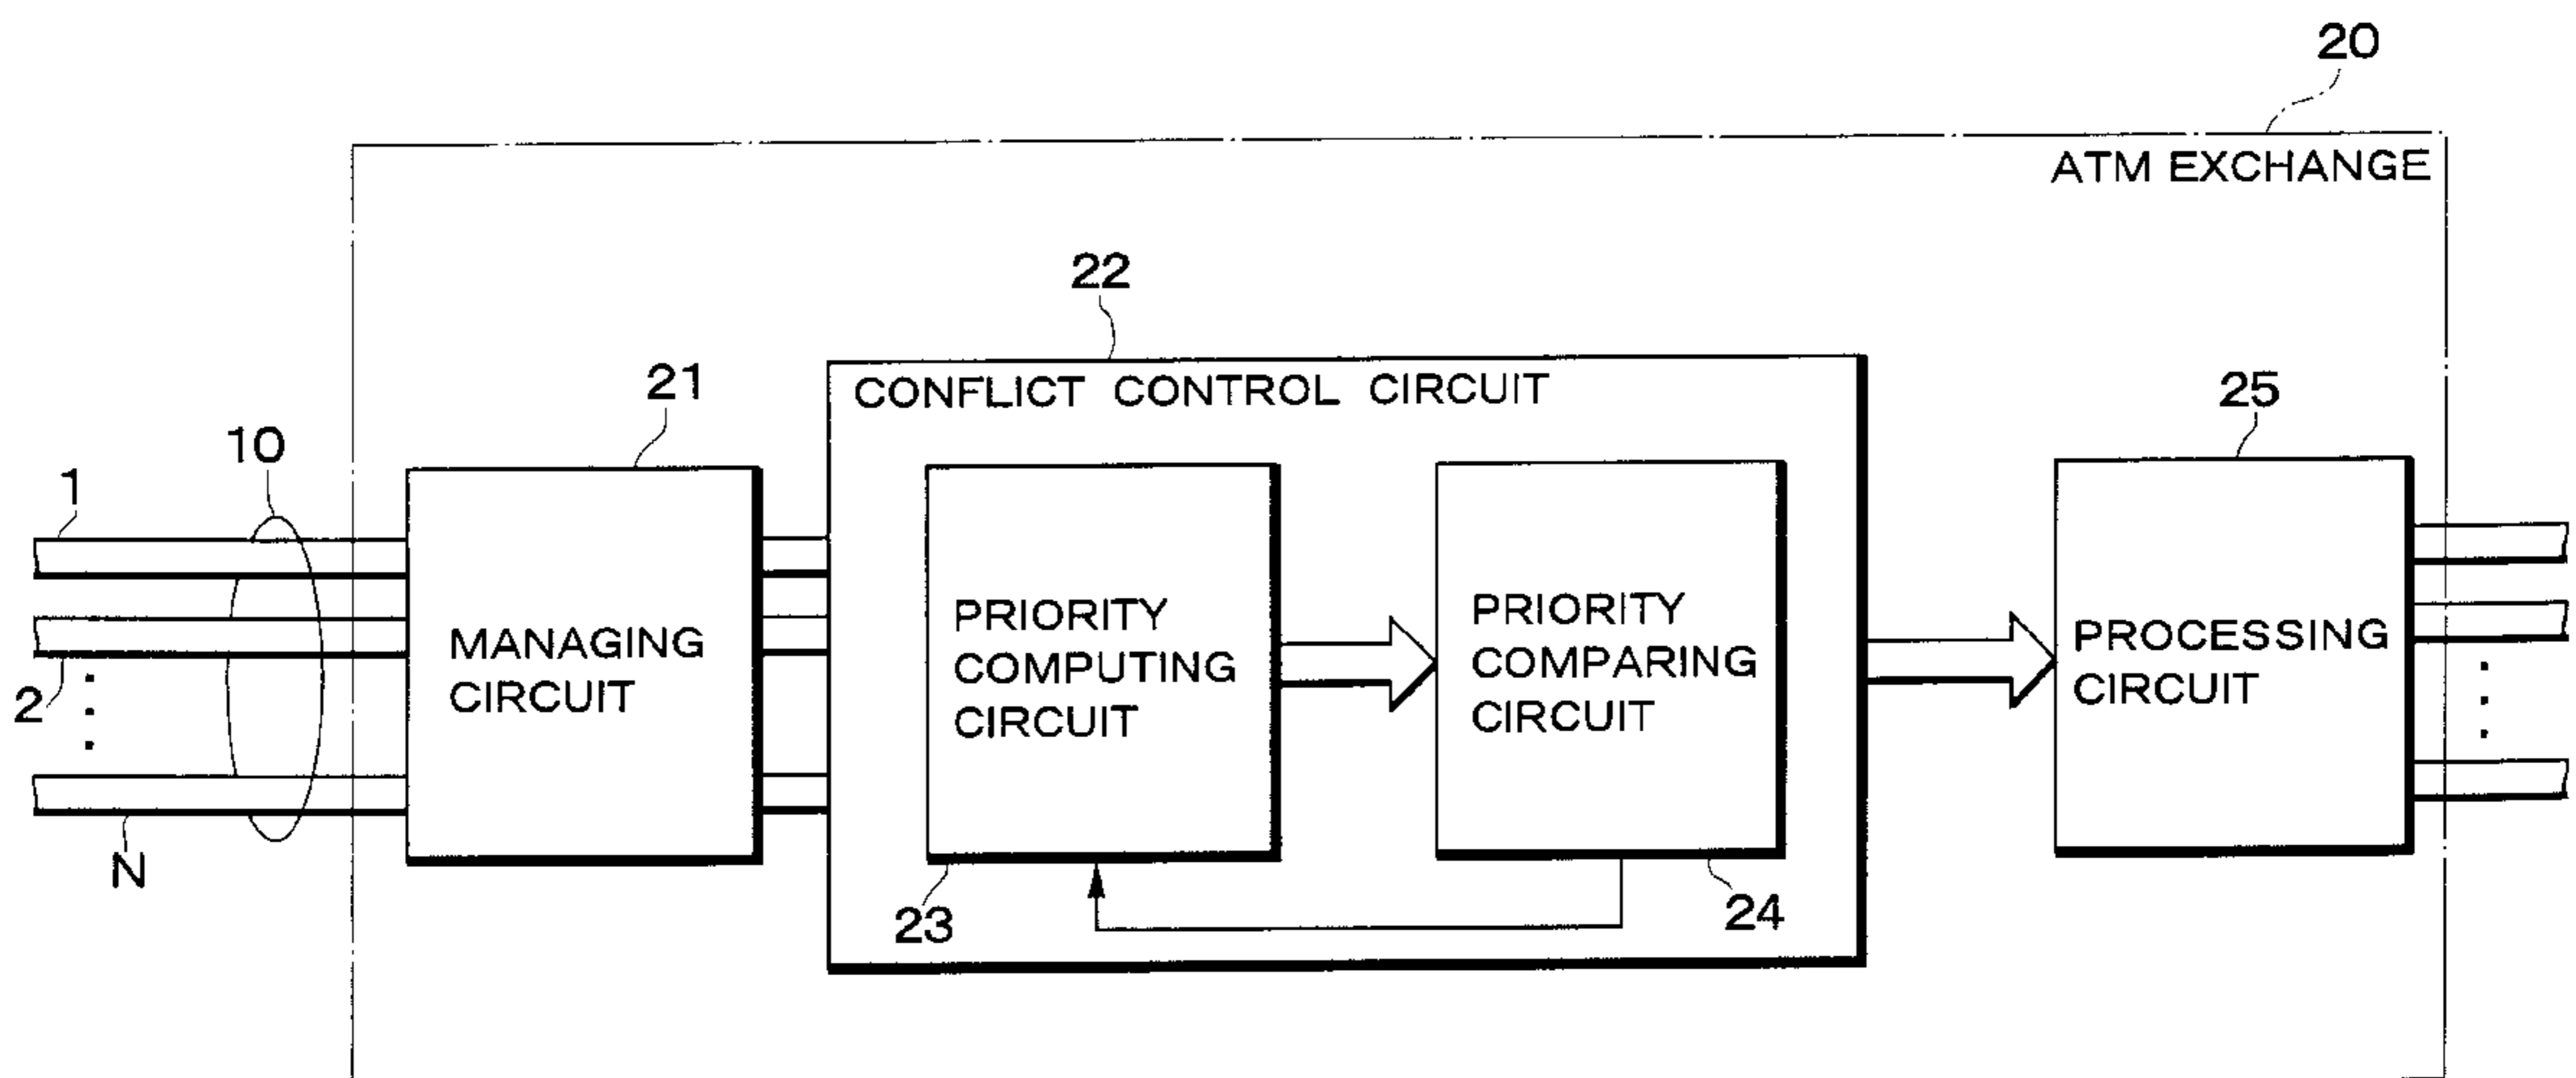 20
ATM EXCHANGE
22
CONFLICT CONTROL CIRCUIT
21
25
10
1
2
N
MANAGING
CIRCUIT
PRIORITY
COMPUTING
CIRCUIT
PRIORITY
COMPARING
CIRCUIT
PROCESSING
CIRCUIT
23
24